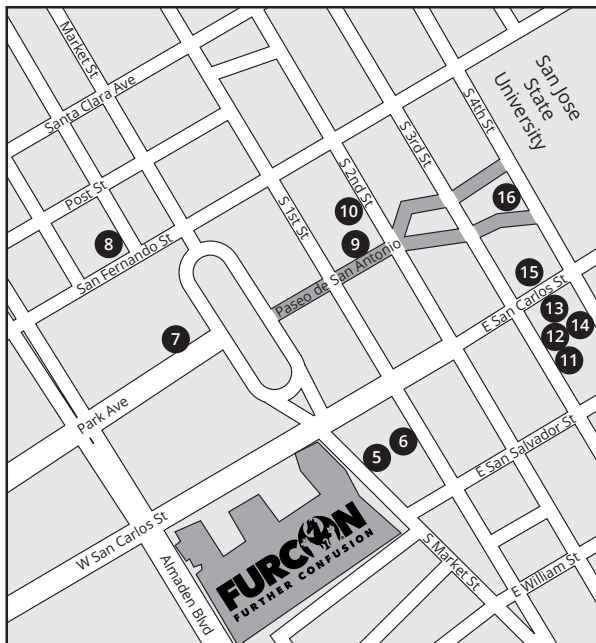 Market St
Santa Clara Ave
San Jose
State
University
S 4th St
S 3rd St
S 2nd St
S 1st St
Post St
16
10
8
9
San Fernando St
Paseo de San Antonio
15
E San Carlos St
13
14
7
12
11
Park Ave
6
5
E San Salvador St
W San Carlos St
FURCON
FURTHER CONFUSION
S Market St
Almaden Blvd
E William St